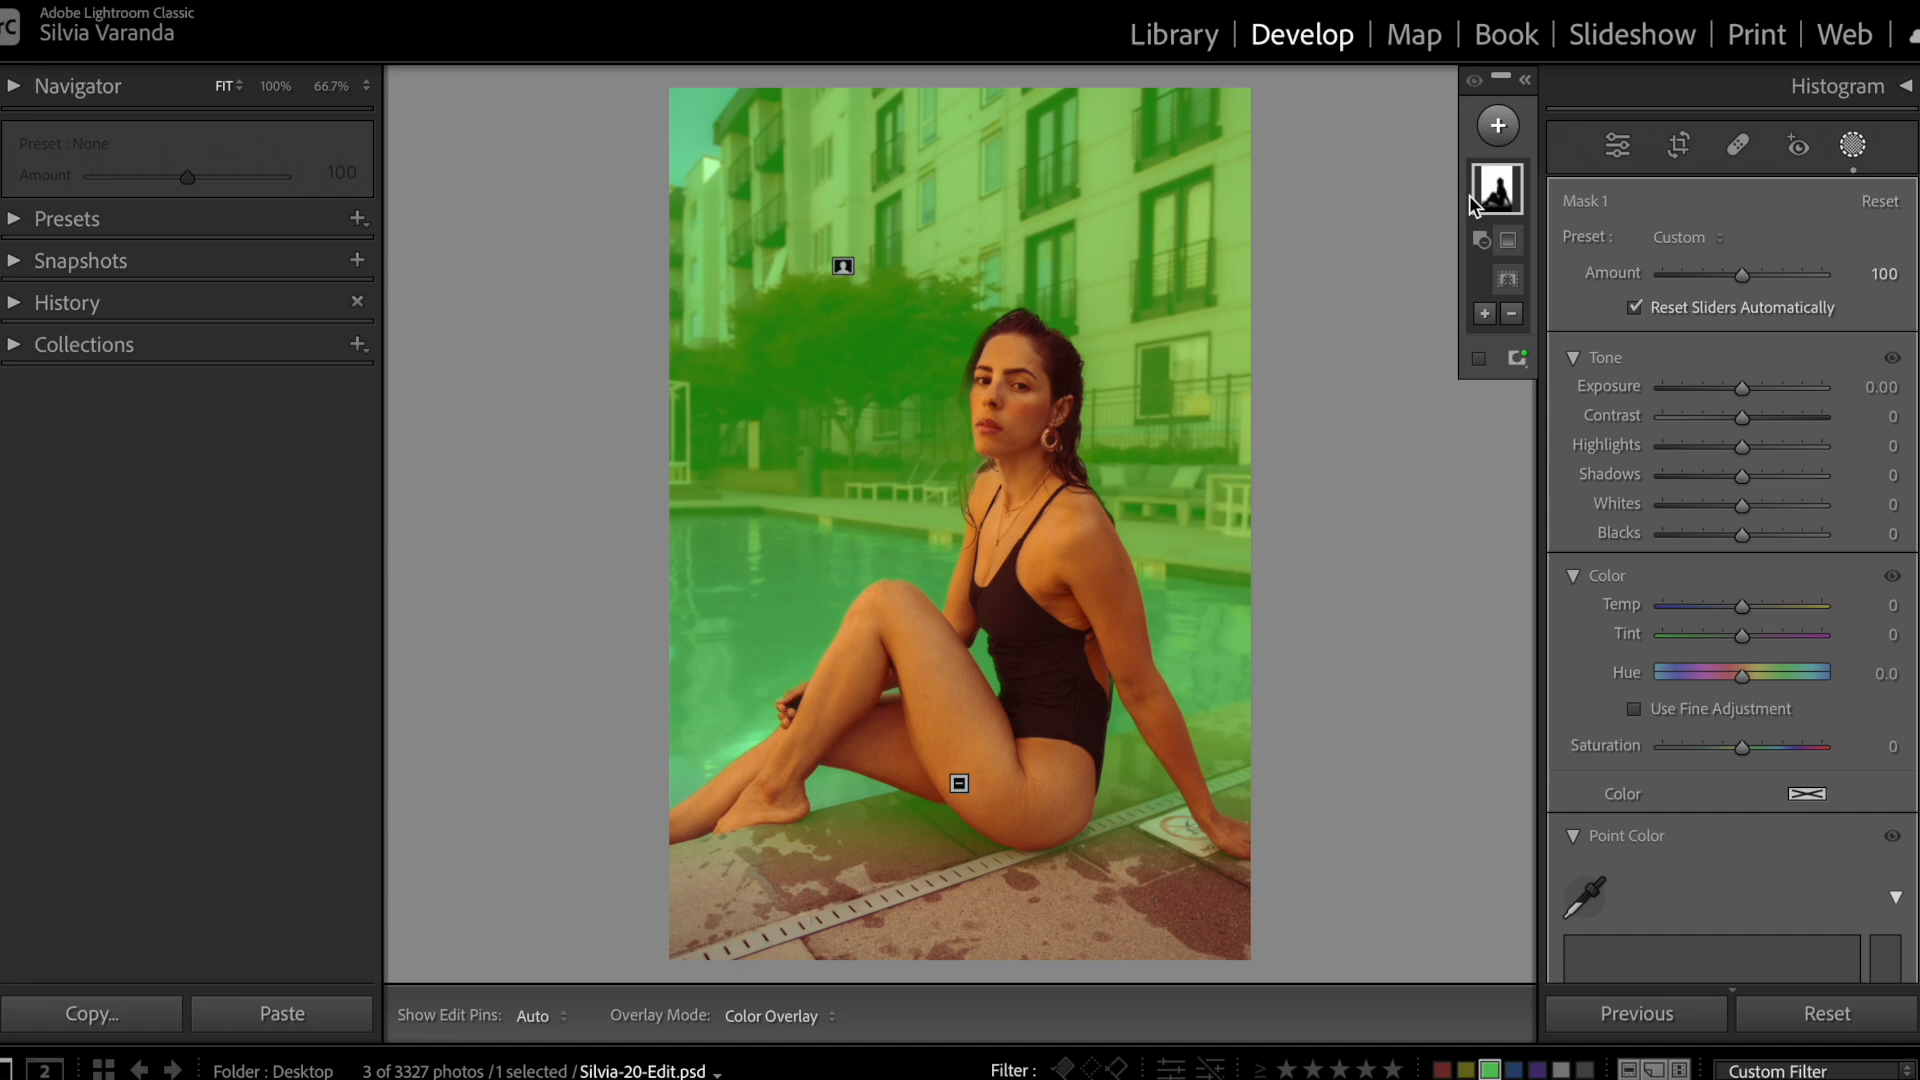 rC
Adobe Lightroom Classic
Silvia Varanda
Library | Develop | Map | Book | Slideshow | Print | Web |
Navigator FIT 100% 66.7%
Histogram
Preset : None
Amount 100
Presets
Snapshots
History
Collections
Mask 1 Reset
Preset : Custom
Amount 100
Reset Sliders Automatically
Tone
Exposure 0.00
Contrast 0
Highlights 0
Shadows 0
Whites 0
Blacks 0
Color
Temp 0
Tint 0
Hue 0.0
Use Fine Adjustment
Saturation 0
Color
Point Color
Copy... Paste
Show Edit Pins: Auto Overlay Mode: Color Overlay
Previous Reset
2 Folder : Desktop 3 of 3327 photos /1 selected / Silvia-20-Edit.psd Filter : ≥ Custom Filter